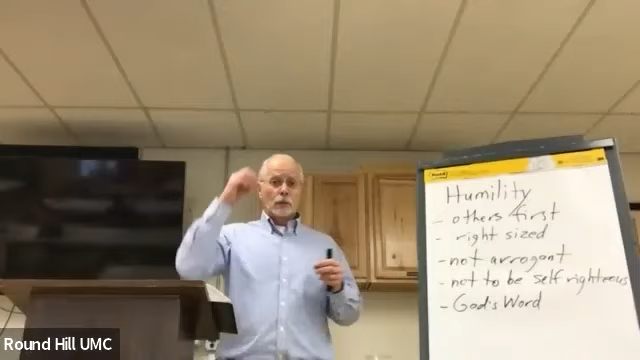 Humility
- others first
- right sized
- not arrogant
- not to be self righteous
- God's Word
Round Hill UMC